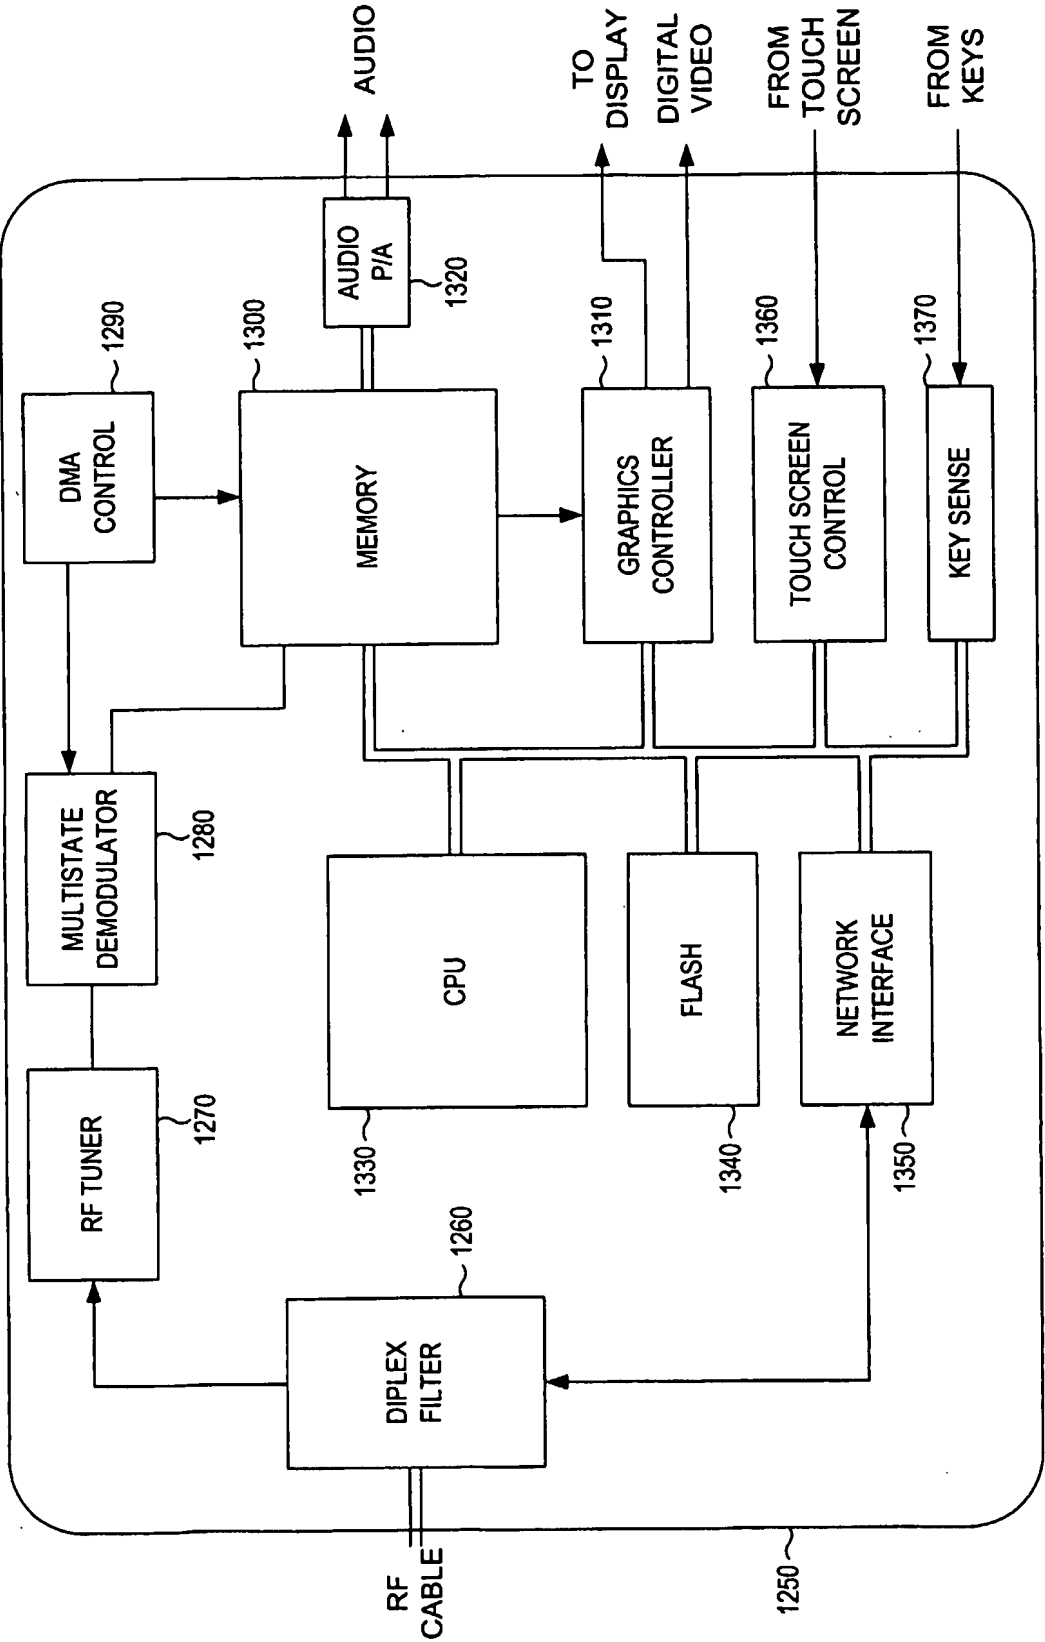 RF
CABLE
1250
DIPLEX
FILTER
1260
RF TUNER
1270
MULTISTATE
DEMODULATOR
1280
DMA
CONTROL
1290
MEMORY
1300
AUDIO
P/A
1320
AUDIO
CPU
1330
FLASH
1340
NETWORK
INTERFACE
1350
GRAPHICS
CONTROLLER
1310
TO
DISPLAY
DIGITAL
VIDEO
TOUCH SCREEN
CONTROL
1360
FROM
TOUCH
SCREEN
KEY SENSE
1370
FROM
KEYS